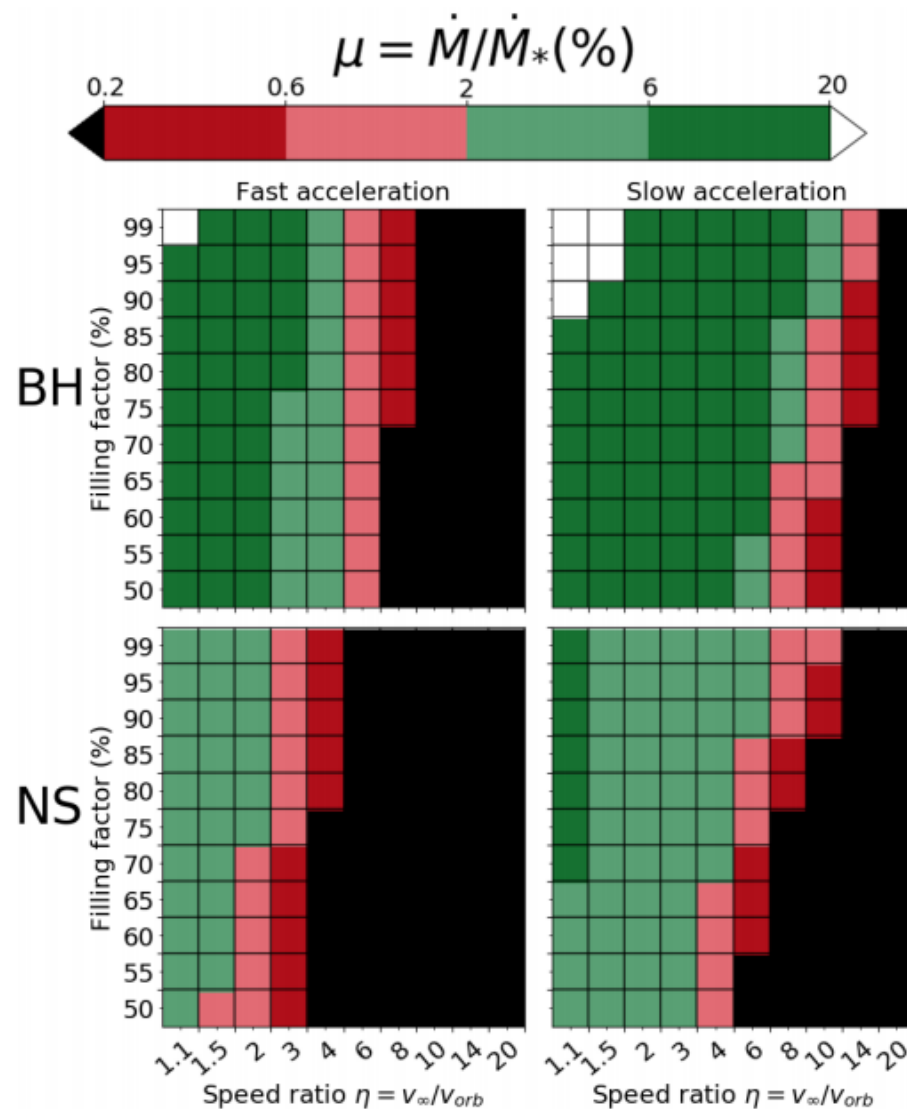 μ = Ṁ/Ṁ*(%)
0.2 0.6 2 6 20
Fast acceleration Slow acceleration
BH
Filling factor (%)
99
95
90
85
80
75
70
65
60
55
50
NS
Filling factor (%)
99
95
90
85
80
75
70
65
60
55
50
1.1 1.5 2 3 4 6 8 10 14 20 1.1 1.5 2 3 4 6 8 10 14 20
Speed ratio η = v∞/vorb Speed ratio η = v∞/vorb